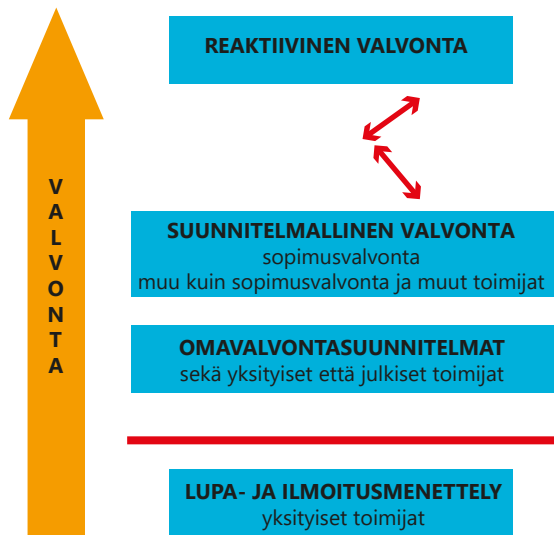 REAKTIIVINEN VALVONTA
VALVONTA
SUUNNITELMALLINEN VALVONTA
sopimusvalvonta
muu kuin sopimusvalvonta ja muut toimijat
OMAVALVONTASUUNNITELMAT
sekä yksityiset että julkiset toimijat
LUPA- JA ILMOITUSMENETTELY
yksityiset toimijat